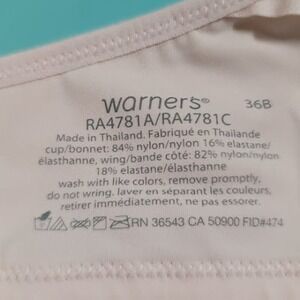 warners® 36B
RA4781A/RA4781C
Made in Thailand. Fabriqué en Thaïlande
cup/bonnet: 84% nylon/nylon 16% elastane/
élasthanne, wing/bande côté: 82% nylon/nylon
18% elastane/élasthanne
wash with like colors, remove promptly,
do not wring. laver en séparant les couleurs,
retirer immédiatement, ne pas essorer.
RN 36543 CA 50900 FID#474